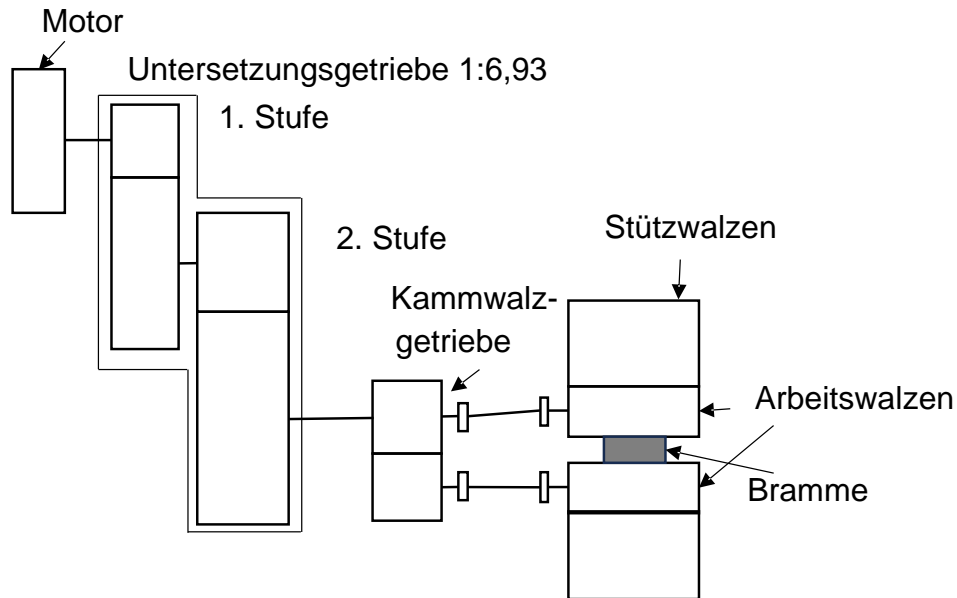 Motor
Untersetzungsgetriebe 1:6,93
1. Stufe
2. Stufe
Stützwalzen
Kammwalz-
getriebe
Arbeitswalzen
Bramme